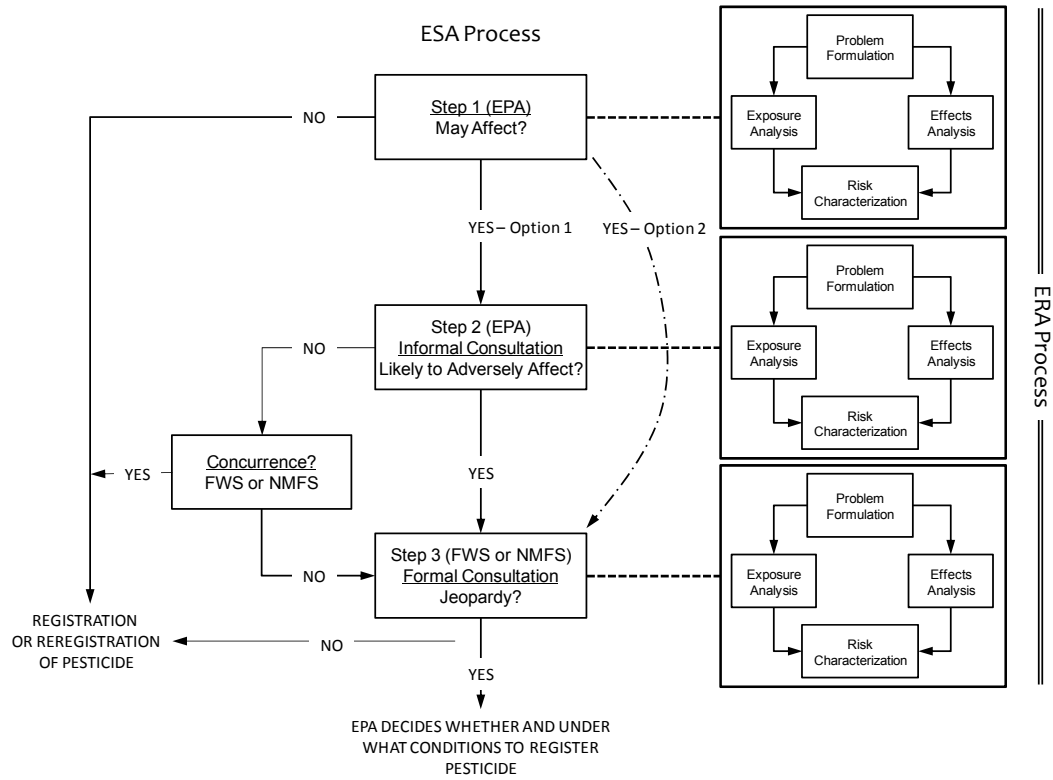 ESA Process
Step 1 (EPA)
May Affect?
NO
YES – Option 1
YES – Option 2
Step 2 (EPA)
Informal Consultation
Likely to Adversely Affect?
NO
Concurrence?
FWS or NMFS
YES
YES
NO
Step 3 (FWS or NMFS)
Formal Consultation
Jeopardy?
REGISTRATION
OR REREGISTRATION
OF PESTICIDE
NO
YES
EPA DECIDES WHETHER AND UNDER
WHAT CONDITIONS TO REGISTER
PESTICIDE
Problem
Formulation
Exposure
Analysis
Effects
Analysis
Risk
Characterization
Problem
Formulation
Exposure
Analysis
Effects
Analysis
Risk
Characterization
Problem
Formulation
Exposure
Analysis
Effects
Analysis
Risk
Characterization
ERA Process